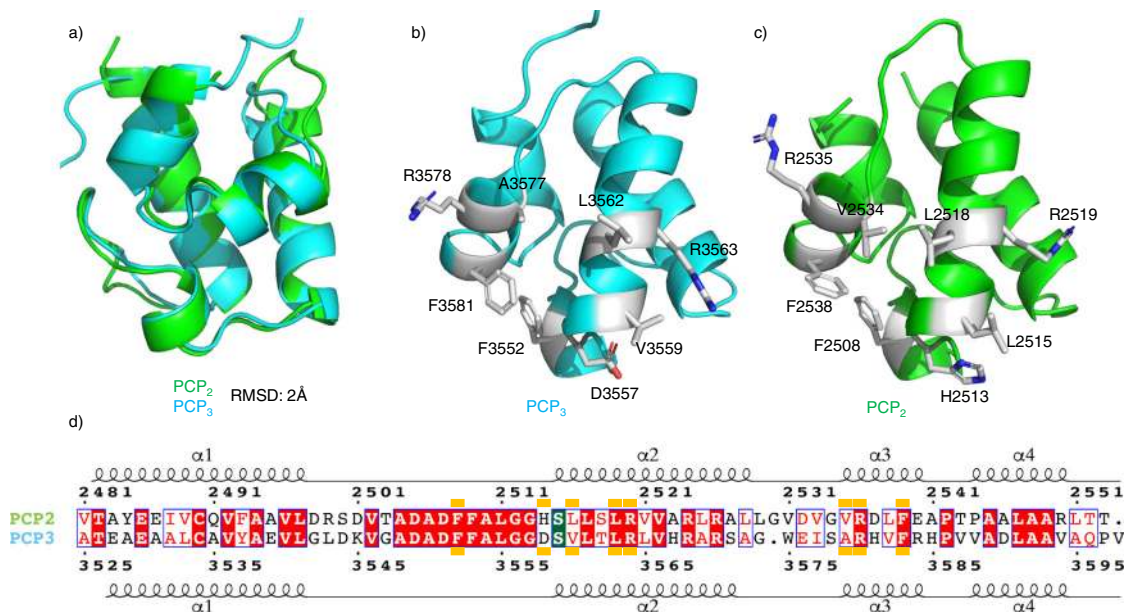 a)
b)
c)
R3578
A3577
L3562
R3563
F3581
F3552
V3559
D3557
R2535
V2534
L2518
R2519
F2538
F2508
L2515
H2513
PCP2
PCP3
RMSD: 2Å
PCP3
PCP2
d)
α1 α2 α3 α4
2481 2491 2501 2511 2521 2531 2541 2551
PCP2 VTAYEEIVCQVFAAVLDRSDVTADADFFALGGHSLLSLRVVARLRALLGVDVGVRDLFEAPTPAALAARLTT.
PCP3 ATEAEAALCAVYAEVLGLDKVGADADFFALGGDSVLTLRLVHRARSAG.WEISARHVFRHPVVADLAAVAQPV
3525 3535 3545 3555 3565 3575 3585 3595
α1 α2 α3 α4